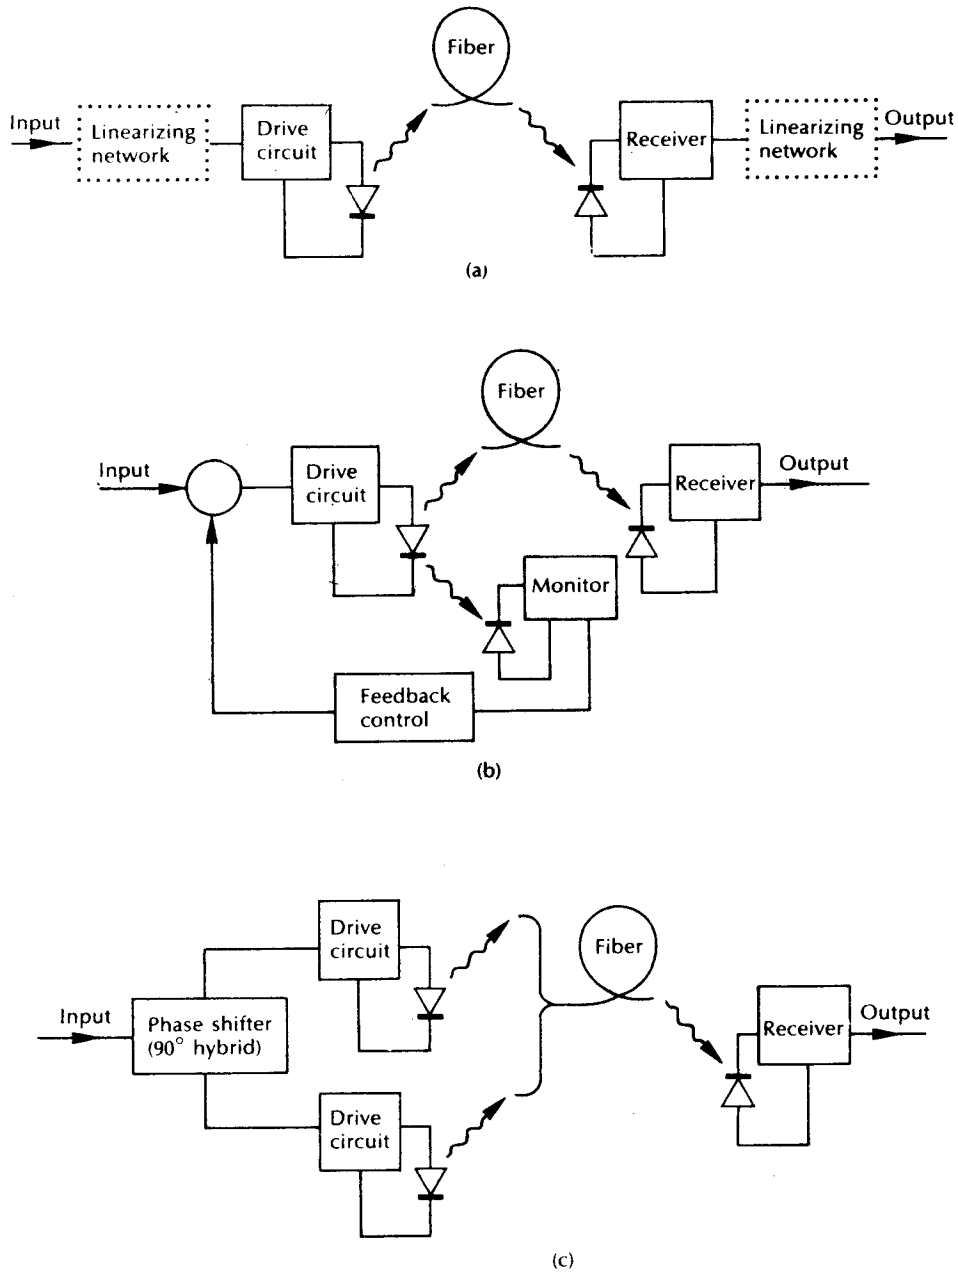 Fiber
Input
Linearizing
network
Drive
circuit
Receiver
Linearizing
network
Output
(a)
Fiber
Input
Drive
circuit
Receiver
Output
Monitor
Feedback
control
(b)
Drive
circuit
Fiber
Input
Phase shifter
(90° hybrid)
Receiver
Output
Drive
circuit
(c)